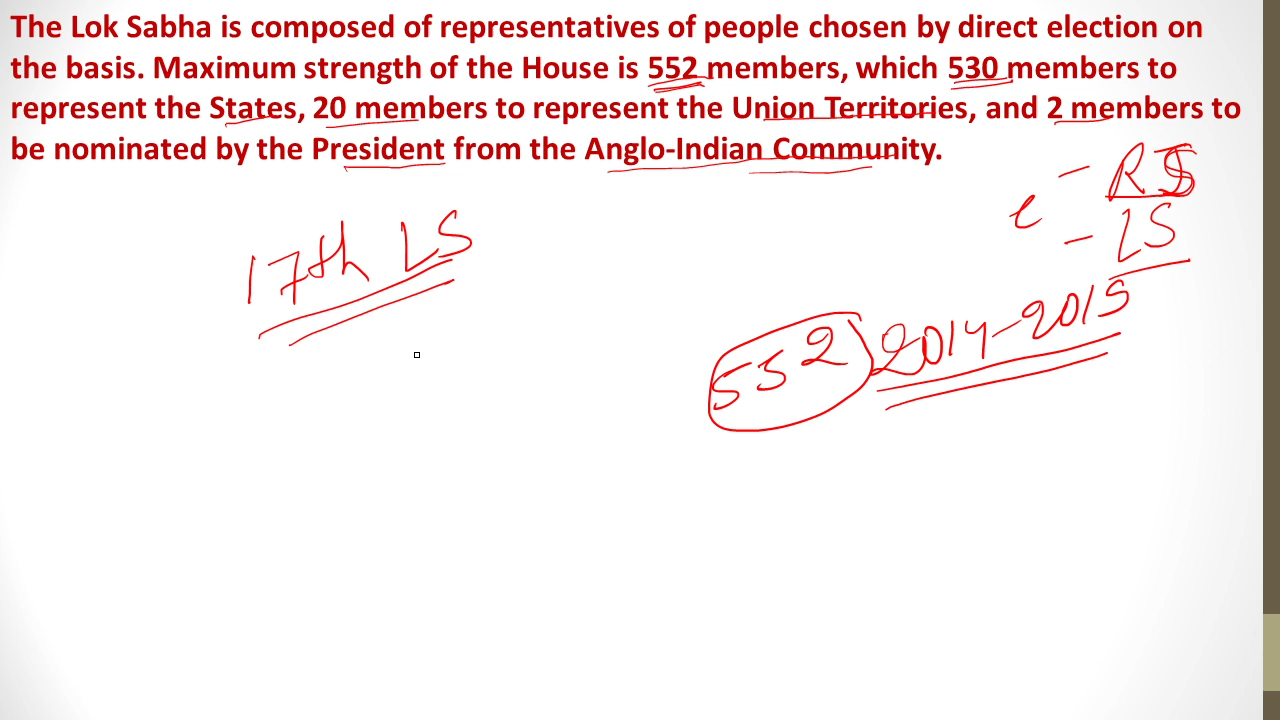 The Lok Sabha is composed of representatives of people chosen by direct election on
the basis. Maximum strength of the House is 552 members, which 530 members to
represent the States, 20 members to represent the Union Territories, and 2 members to
be nominated by the President from the Anglo-Indian Community.
e - RS
- LS
17th LS
552 2014-2015